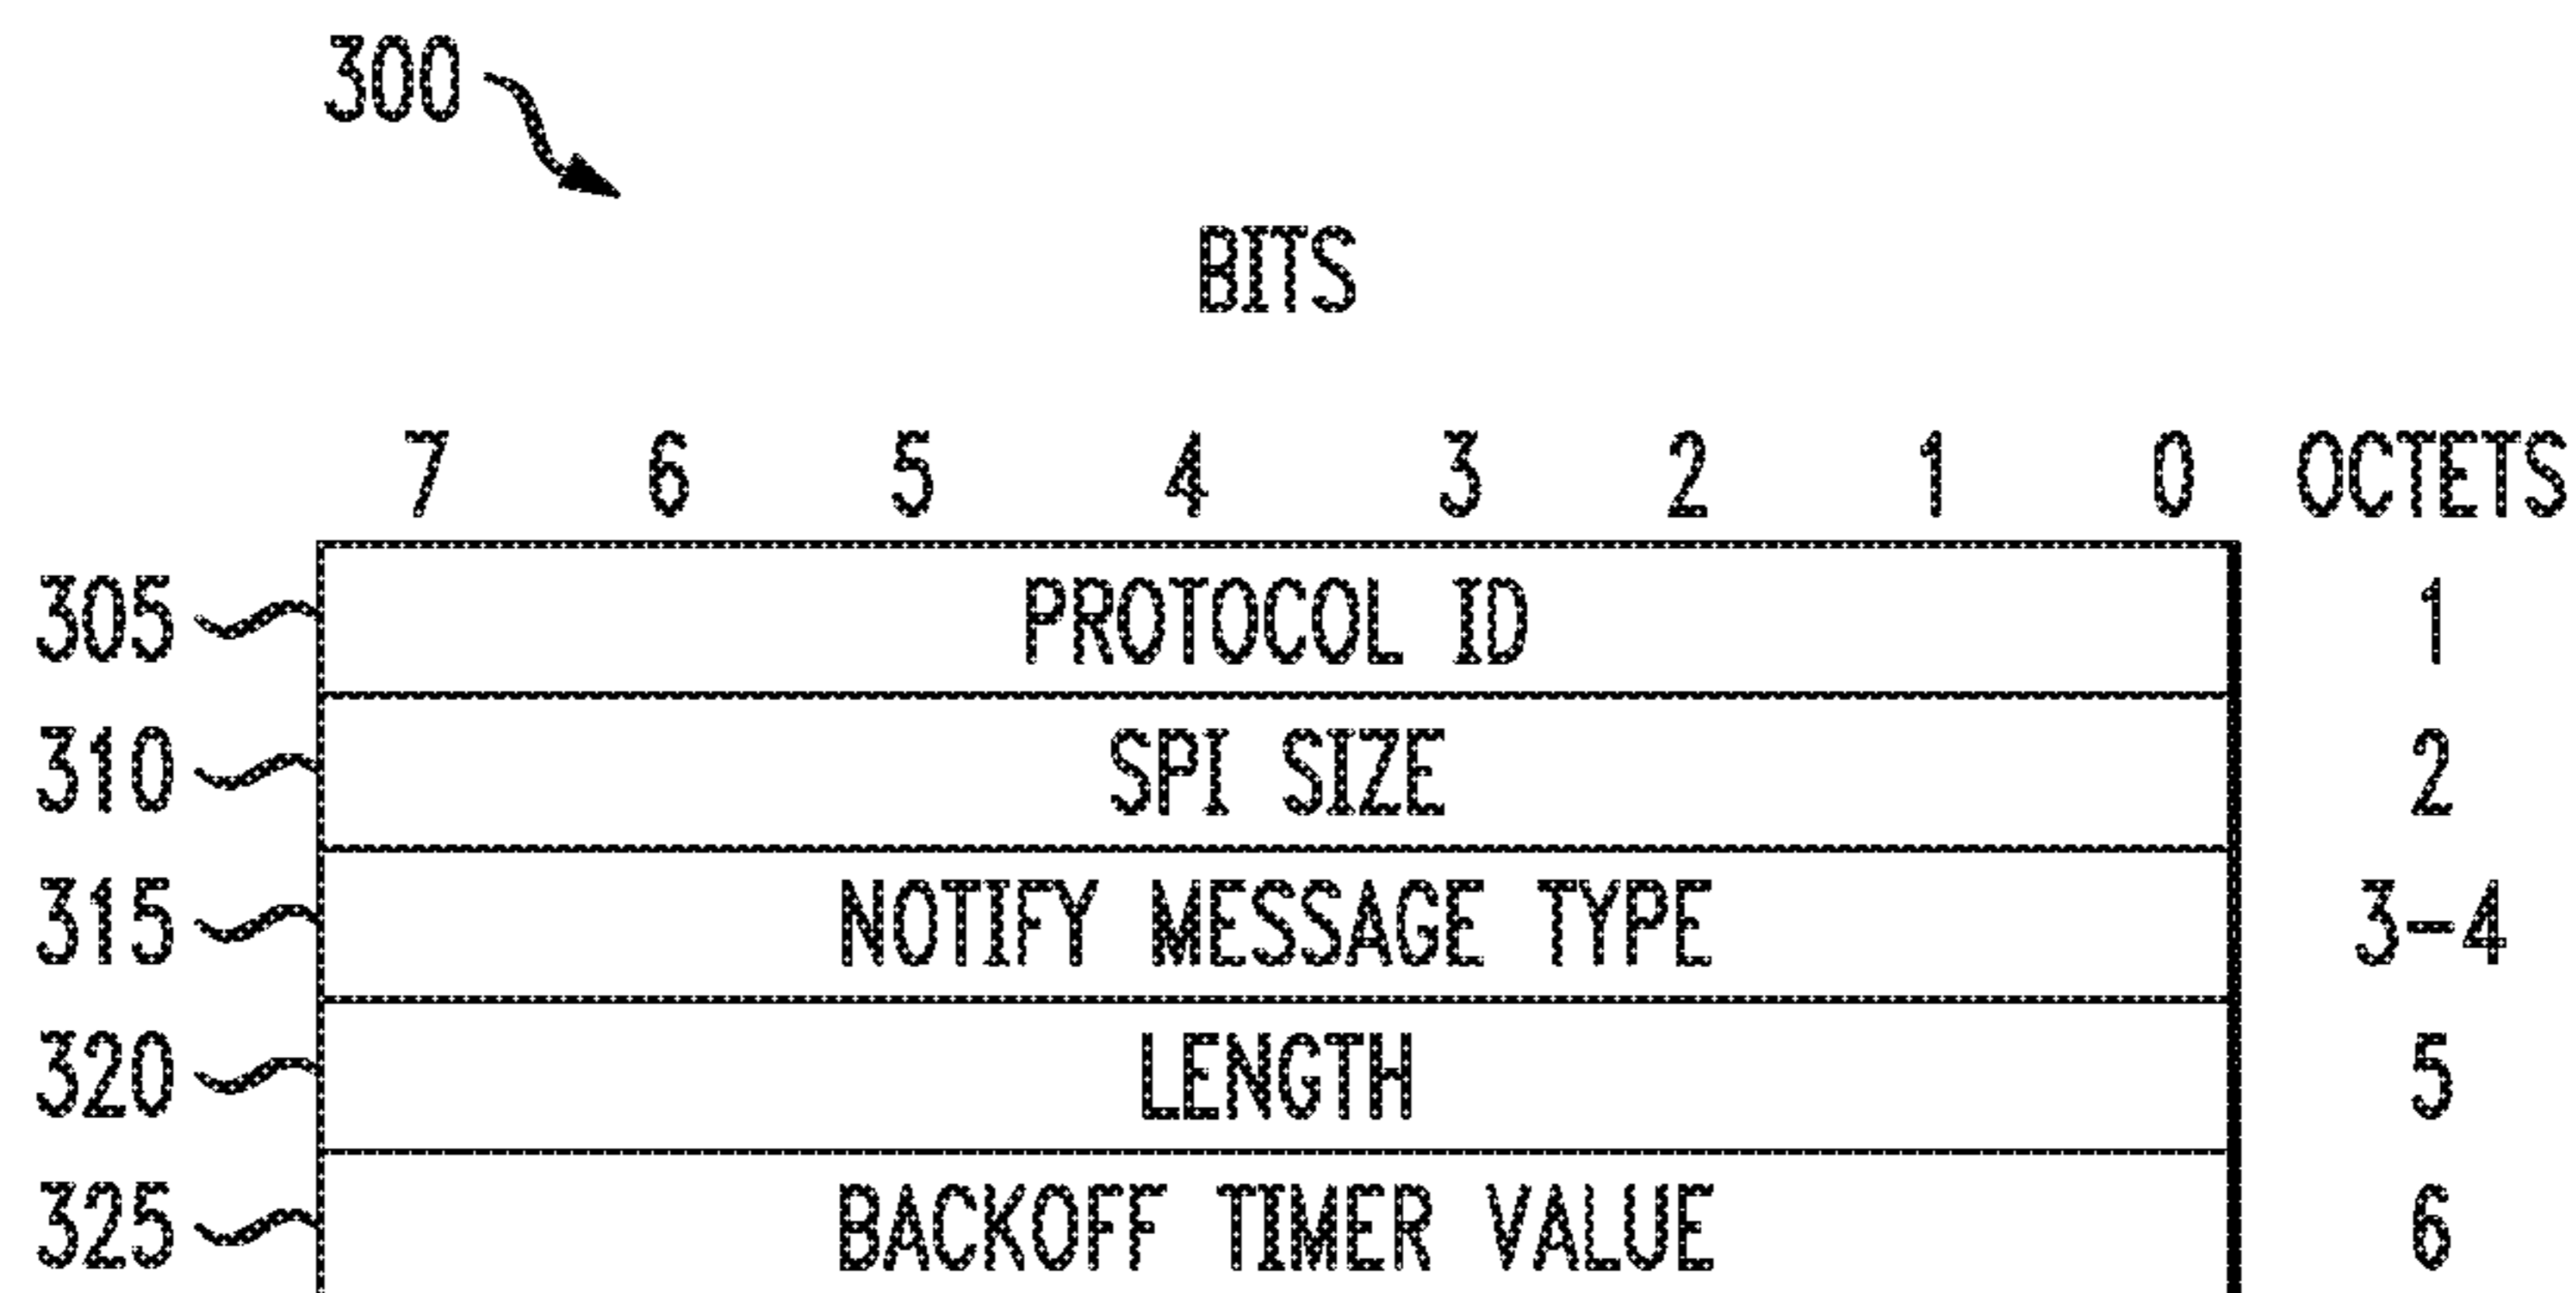 300
BITS
7 6 5 4 3 2 1 0 OCTETS
305 PROTOCOL ID 1
310 SPI SIZE 2
315 NOTIFY MESSAGE TYPE 3-4
320 LENGTH 5
325 BACKOFF TIMER VALUE 6